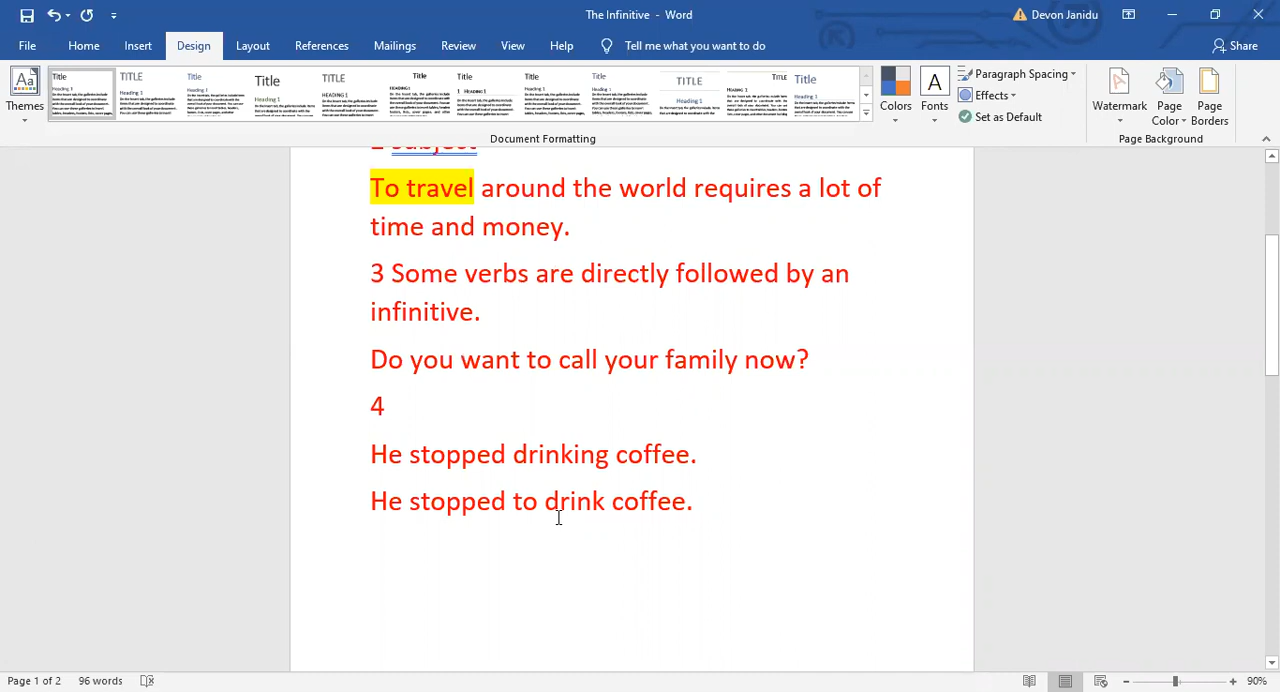 The Infinitive - Word
Devon Janidu
File Home Insert Design Layout References Mailings Review View Help Tell me what you want to do Share
Themes
Colors
Fonts
Paragraph Spacing
Effects
Set as Default
Watermark
Page Color
Page Borders
Document Formatting
Page Background
2 subject
To travel around the world requires a lot of
time and money.
3 Some verbs are directly followed by an
infinitive.
Do you want to call your family now?
4
He stopped drinking coffee.
He stopped to drink coffee.
Page 1 of 2 96 words 90%